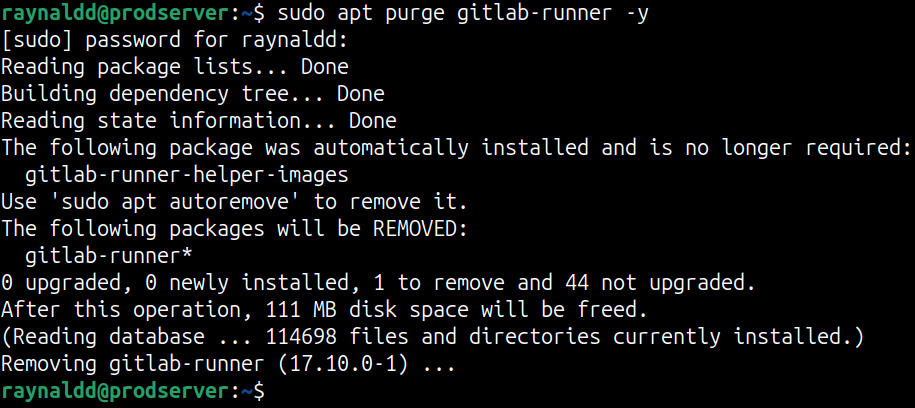 raynaldd@prodserver:~$ sudo apt purge gitlab-runner -y
[sudo] password for raynaldd:
Reading package lists... Done
Building dependency tree... Done
Reading state information... Done
The following package was automatically installed and is no longer required:
  gitlab-runner-helper-images
Use 'sudo apt autoremove' to remove it.
The following packages will be REMOVED:
  gitlab-runner*
0 upgraded, 0 newly installed, 1 to remove and 44 not upgraded.
After this operation, 111 MB disk space will be freed.
(Reading database ... 114698 files and directories currently installed.)
Removing gitlab-runner (17.10.0-1) ...
raynaldd@prodserver:~$